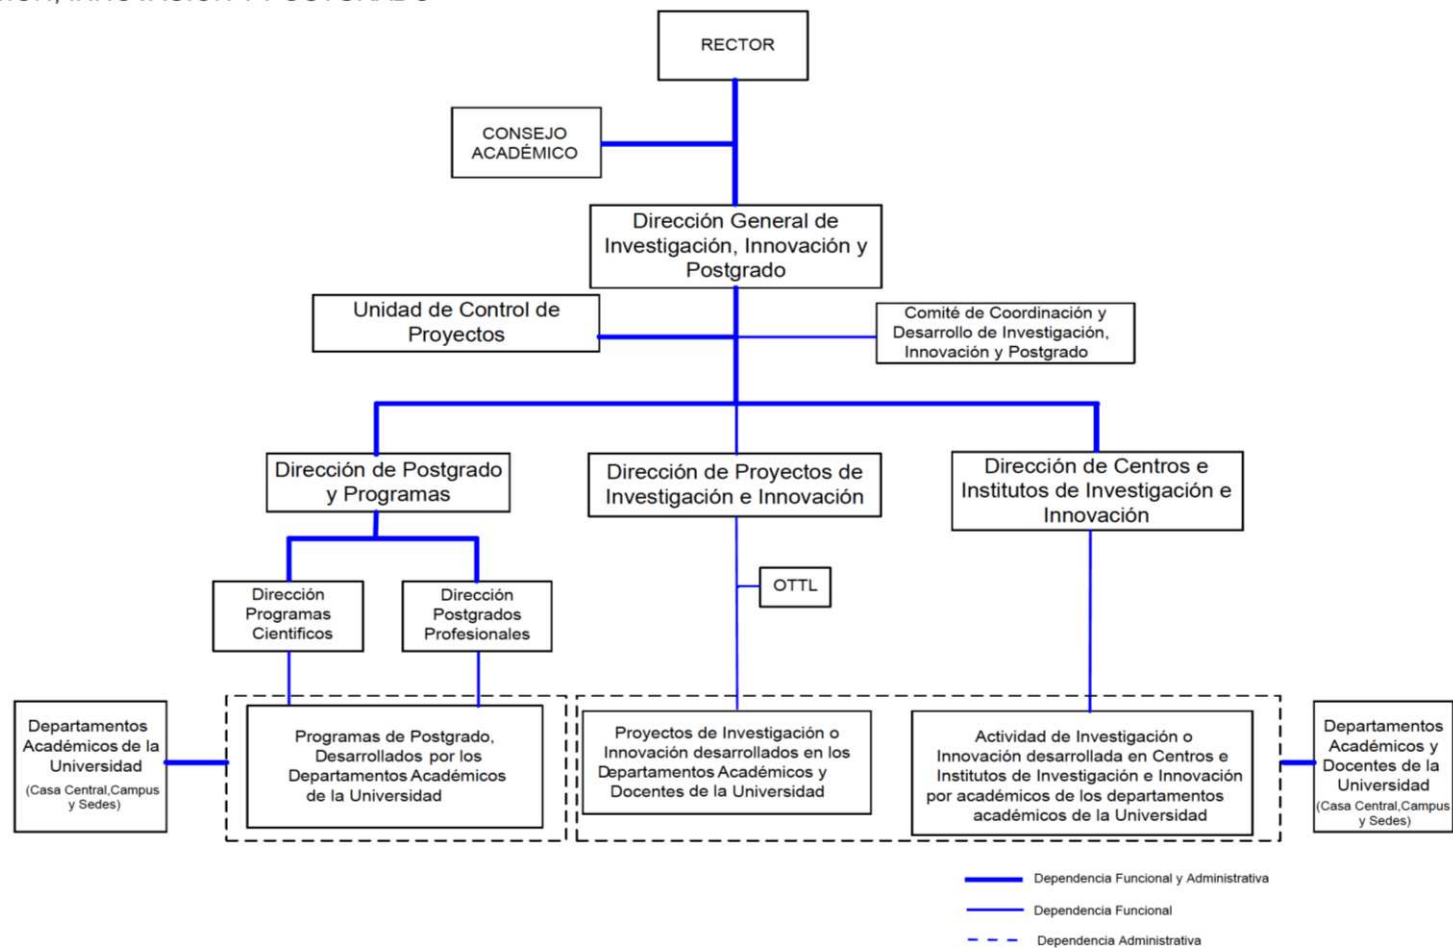 RECTOR
CONSEJO
ACADÉMICO
Dirección General de
Investigación, Innovación y
Postgrado
Unidad de Control de
Proyectos
Comité de Coordinación y
Desarrollo de Investigación,
Innovación y Postgrado
Dirección de Postgrado
y Programas
Dirección de Proyectos de
Investigación e Innovación
Dirección de Centros e
Institutos de Investigación e
Innovación
OTTL
Dirección
Programas
Cientificos
Dirección
Postgrados
Profesionales
Departamentos
Académicos de la
Universidad
(Casa Central,Campus
y Sedes)
Programas de Postgrado,
Desarrollados por los
Departamentos Académicos
de la Universidad
Proyectos de Investigación o
Innovación desarrollados en los
Departamentos Académicos y
Docentes de la Universidad
Actividad de Investigación o
Innovación desarrollada en Centros e
Institutos de Investigación e Innovación
por académicos de los departamentos
académicos de la Universidad
Departamentos
Académicos y
Docentes de la
Universidad
(Casa Central,Campus
y Sedes)
Dependencia Funcional y Administrativa
Dependencia Funcional
Dependencia Administrativa